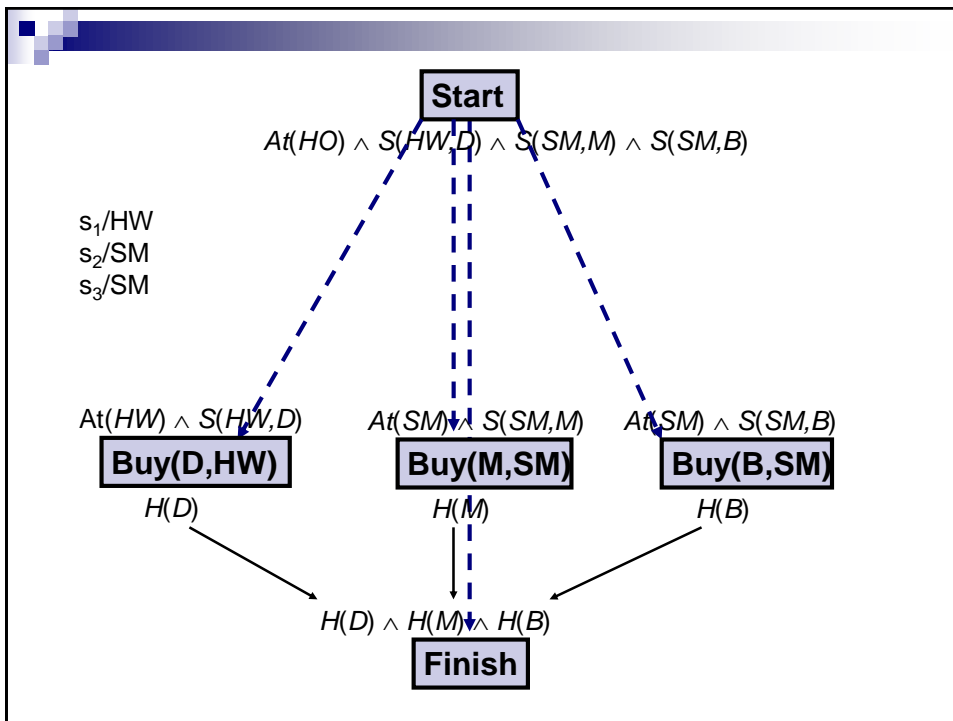 Start
At(HO) ∧ S(HW,D) ∧ S(SM,M) ∧ S(SM,B)
s₁/HW
s₂/SM
s₃/SM
At(HW) ∧ S(HW,D) At(SM) ∧ S(SM,M) At(SM) ∧ S(SM,B)
Buy(D,HW) Buy(M,SM) Buy(B,SM)
H(D) H(M) H(B)
H(D) ∧ H(M) ∧ H(B)
Finish